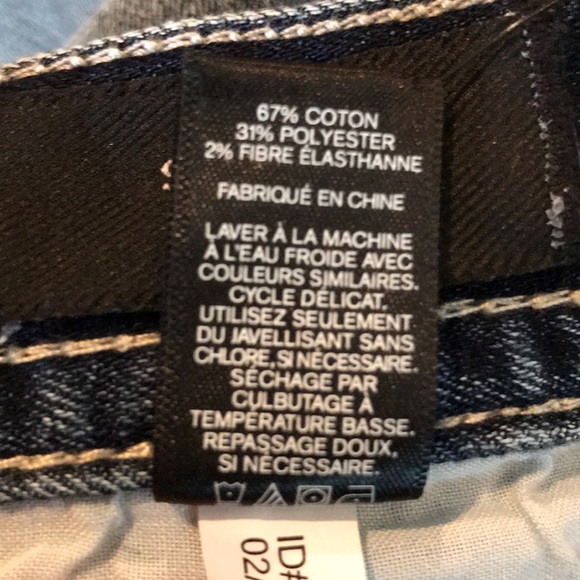 67% COTON
31% POLYESTER
2% FIBRE ÉLASTHANNE
FABRIQUÉ EN CHINE
LAVER À LA MACHINE
À L'EAU FROIDE AVEC
COULEURS SIMILAIRES.
CYCLE DÉLICAT.
UTILISEZ SEULEMENT
DU JAVELLISANT SANS
CHLORE, SI NÉCESSAIRE.
SÉCHAGE PAR
CULBUTAGE À
TEMPÉRATURE BASSE.
REPASSAGE DOUX,
SI NÉCESSAIRE.
ID#